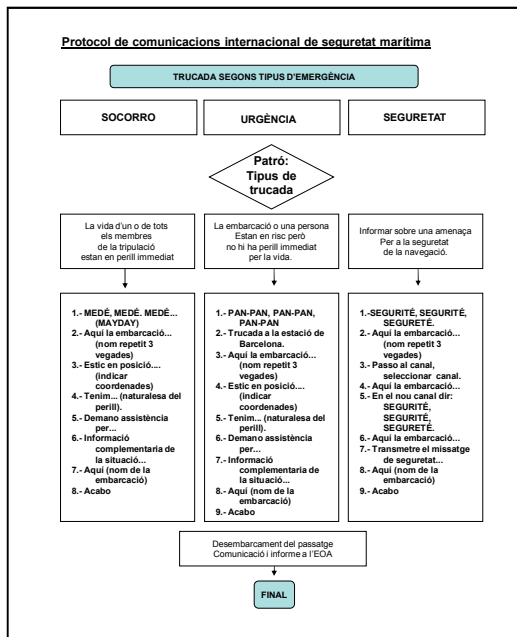 Protocol de comunicacions internacional de seguretat marítima
TRUCADA SEGONS TIPUS D'EMERGÈNCIA
SOCORRO
URGÈNCIA
SEGURETAT
Patró:
Tipus de
trucada
La vida d'un o de tots
els membres
de la tripulació
estan en perill immediat
La embarcació o una persona
Estan en risc però
no hi ha perill immediat
per la vida.
Informar sobre una amenaça
Per a la seguretat
de la navegació.
1.- MEDÉ, MEDÉ. MEDÉ...
(MAYDAY)
2.- Aquí la embarcació...
(nom repetit 3
vegades)
3.- Estic en posició....
(indicar
coordenades)
4.- Tenim... (naturalesa del
perill).
5.- Demano assistència
per...
6.- Informació
complementaria de
la situació...
7.- Aquí (nom de la
embarcació)
8.- Acabo
1.- PAN-PAN, PAN-PAN,
PAN-PAN
2.- Trucada a la estació de
Barcelona.
3.- Aquí la embarcació...
(nom repetit 3
vegades)
4.- Estic en posició....
(indicar
coordenades)
5.- Tenim... (naturalesa del
perill).
6.- Demano assistència
per...
7.- Informació
complementaria de
la situació...
8.- Aquí (nom de la
embarcació)
9.- Acabo
1.-SEGURITÉ, SEGURITÉ,
SEGURETÉ.
2.- Aquí la embarcació...
(nom repetit 3
vegades)
3.- Passo al canal,
seleccionar canal.
4.- Aquí la embarcació...
5.- En el nou canal dir:
SEGURITÉ,
SEGURITÉ,
SEGURETÉ.
6.- Aquí la embarcació...
7.- Transmetre el missatge
de seguretat...
8.- Aquí (nom de la
embarcació)
9.- Acabo
Desembarcament del passatge
Comunicació i informe a l'EOA
FINAL